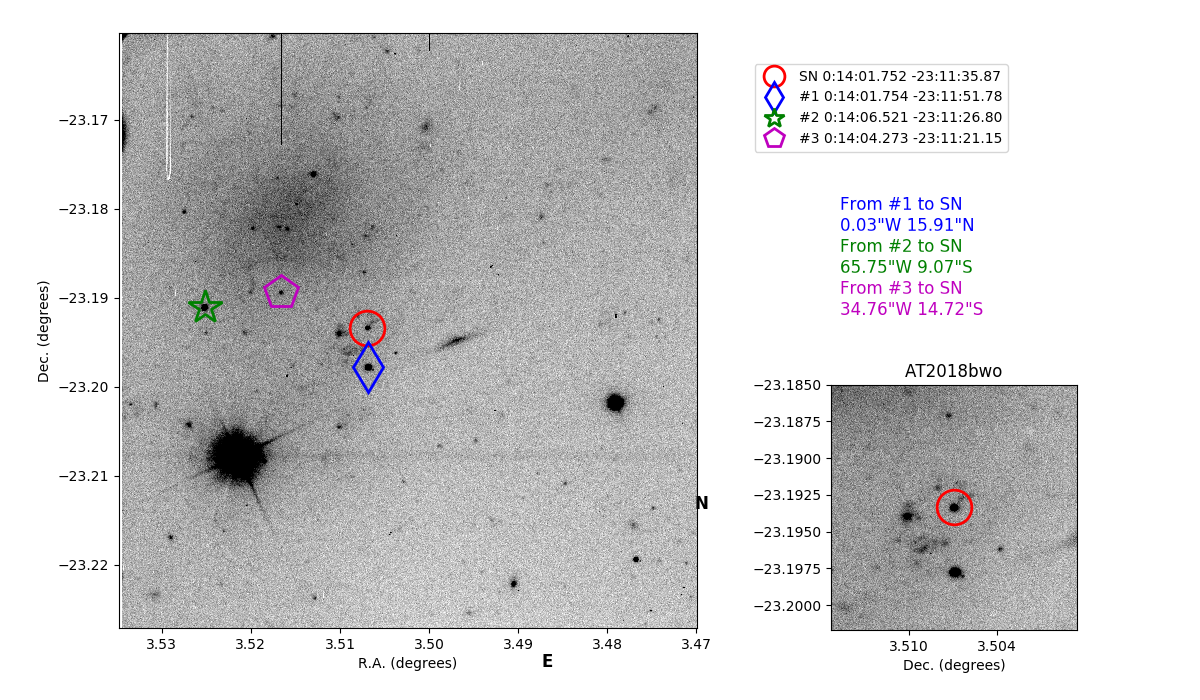 SN 0:14:01.752 -23:11:35.87
#1 0:14:01.754 -23:11:51.78
#2 0:14:06.521 -23:11:26.80
#3 0:14:04.273 -23:11:21.15
From #1 to SN
0.03"W 15.91"N
From #2 to SN
65.75"W 9.07"S
From #3 to SN
34.76"W 14.72"S
−23.17
−23.18
−23.19
−23.20
−23.21
−23.22
Dec. (degrees)
3.53 3.52 3.51 3.50 3.49 3.48 3.47
R.A. (degrees)
E
N
AT2018bwo
−23.1850
−23.1875
−23.1900
−23.1925
−23.1950
−23.1975
−23.2000
3.510 3.504
Dec. (degrees)